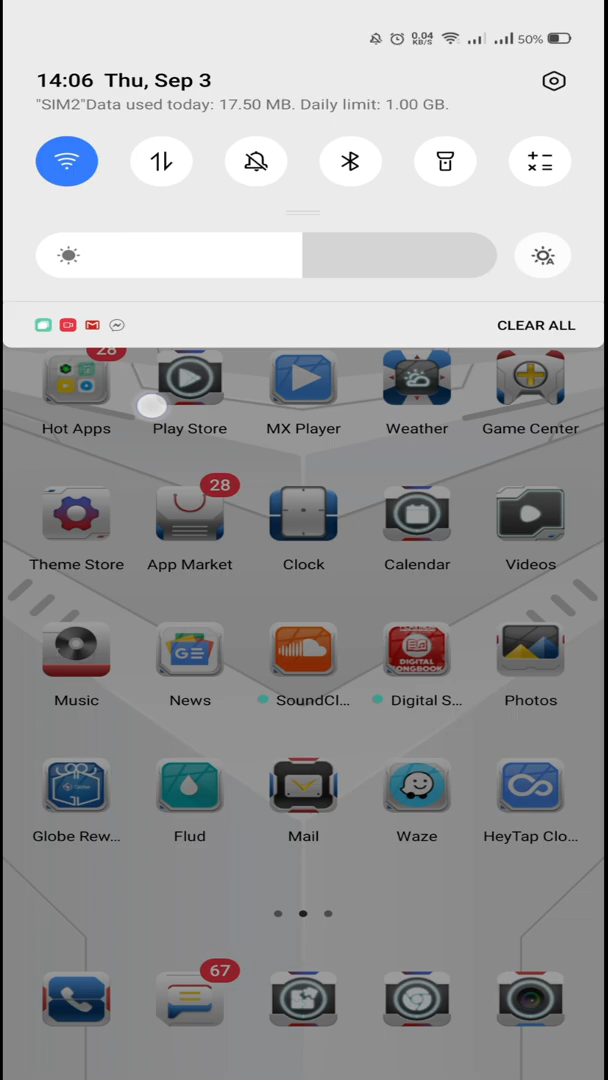 0.04
KB/S
50%
14:06 Thu, Sep 3
"SIM2"Data used today: 17.50 MB. Daily limit: 1.00 GB.
CLEAR ALL
28
Hot Apps
Play Store
MX Player
Weather
Game Center
28
Theme Store
App Market
Clock
Calendar
Videos
DIGITAL
SONGBOOK
Music
News
SoundCl...
Digital S...
Photos
Globe Rew...
Flud
Mail
Waze
HeyTap Clo...
67